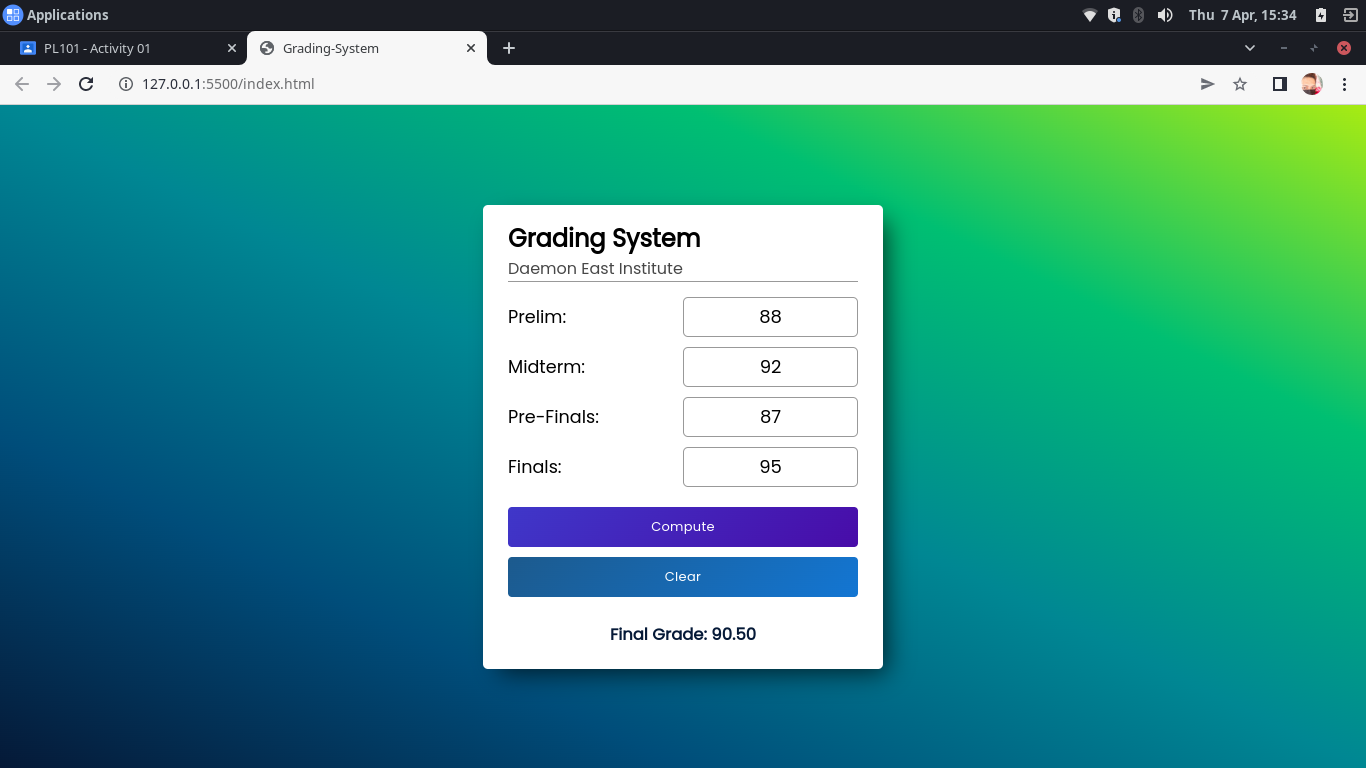 Applications
Thu 7 Apr, 15:34
PL101 - Activity 01
Grading-System
127.0.0.1:5500/index.html
Grading System
Daemon East Institute
Prelim: 88
Midterm: 92
Pre-Finals: 87
Finals: 95
Compute
Clear
Final Grade: 90.50